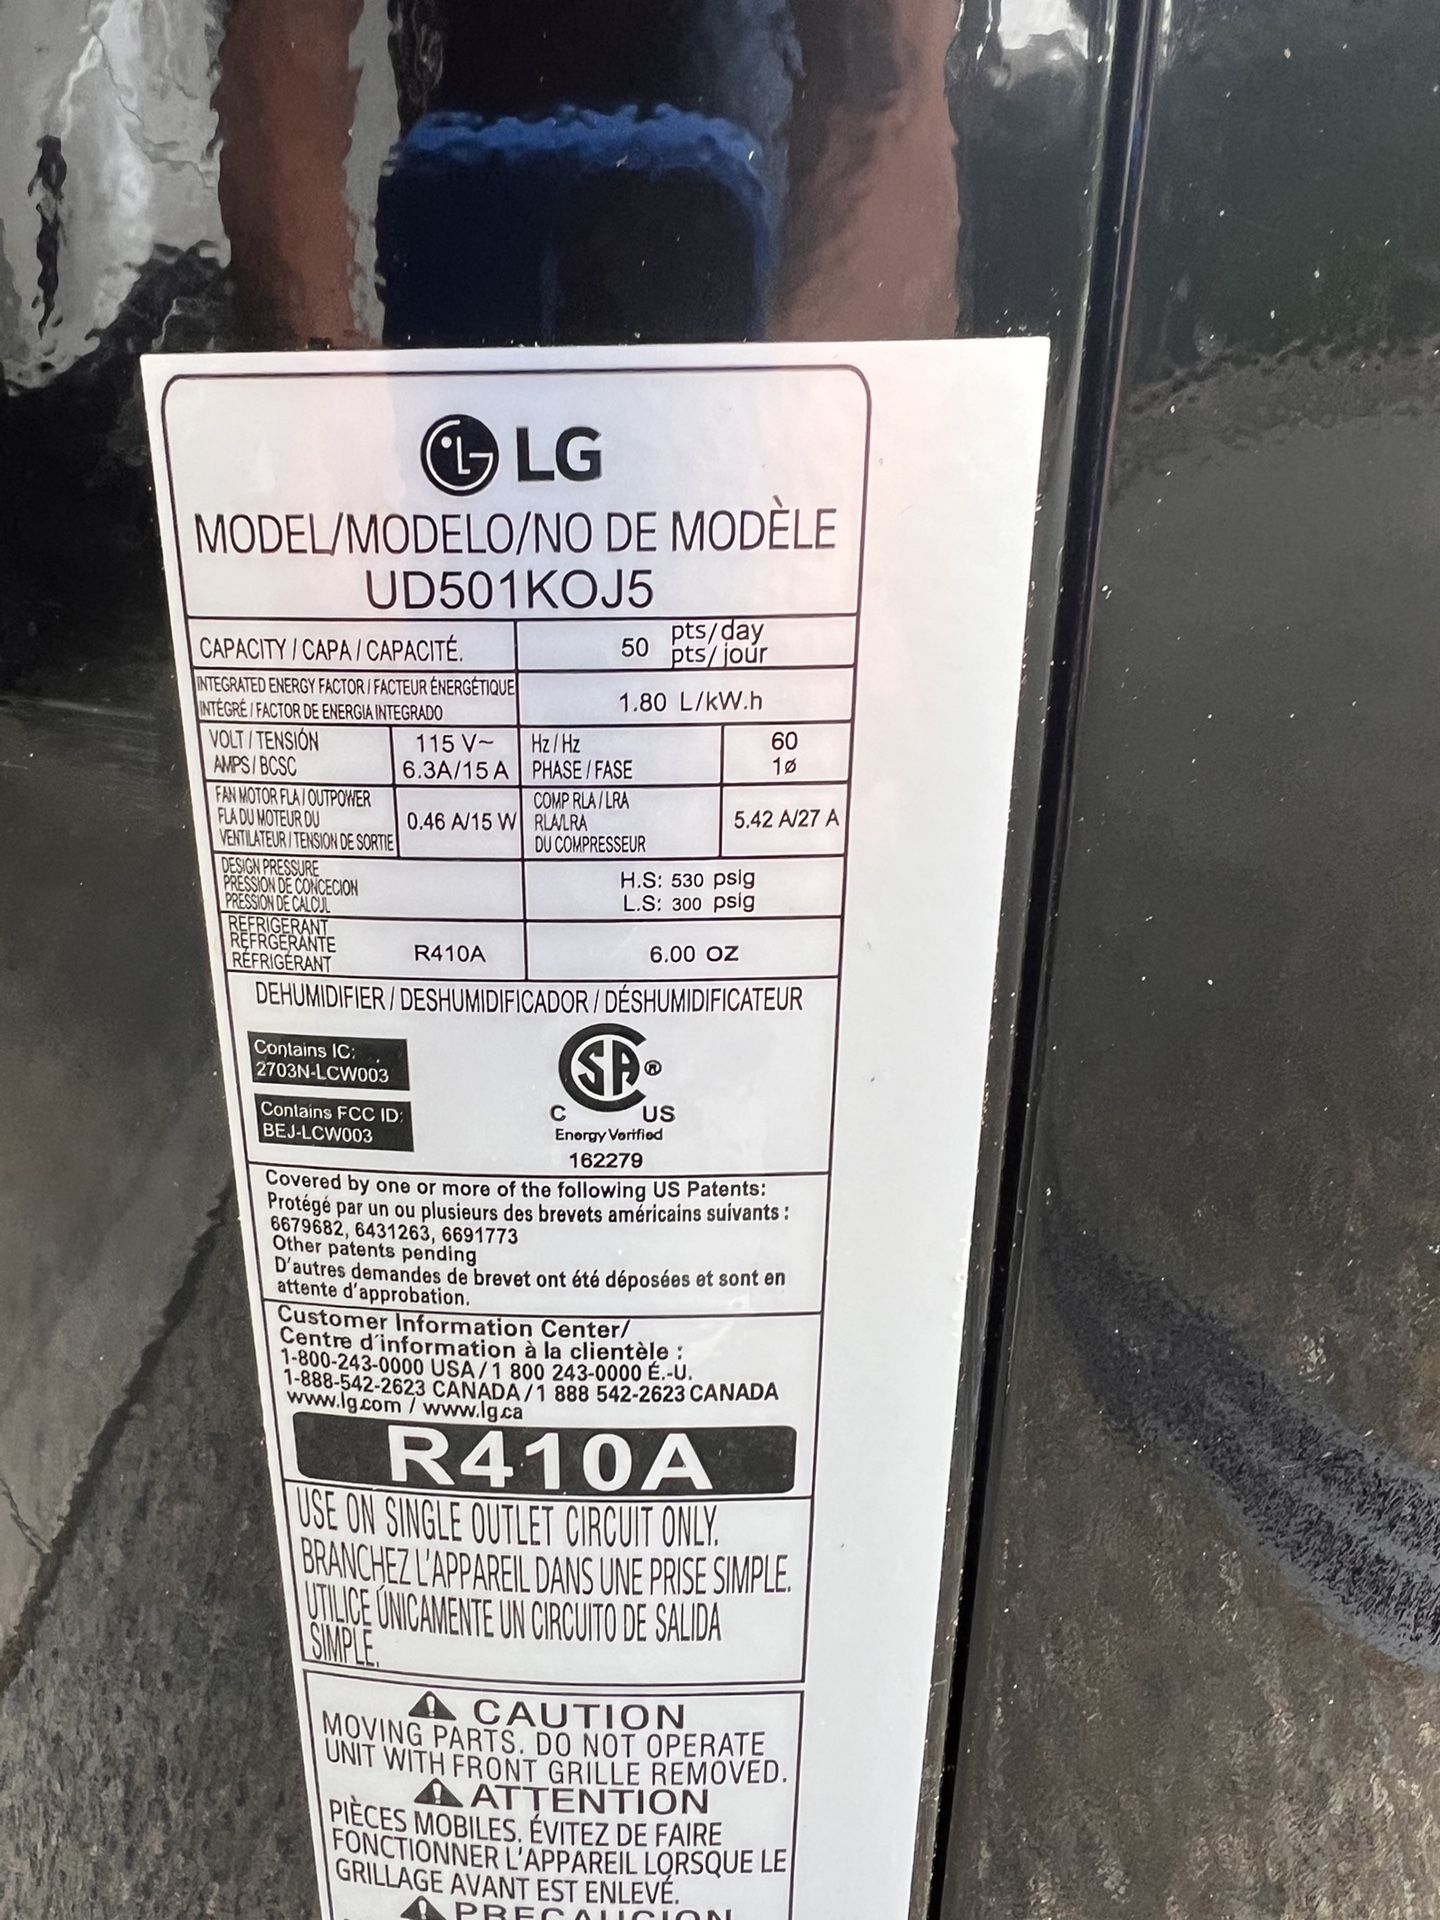 LG
MODEL/MODELO/NO DE MODÈLE
UD501KOJ5
CAPACITY / CAPA / CAPACITÉ.
50 pts/day
pts/jour
INTEGRATED ENERGY FACTOR / FACTEUR ÉNERGÉTIQUE
INTÉGRÉ / FACTOR DE ENERGIA INTEGRADO
1.80 L/kW.h
VOLT / TENSIÓN
AMPS / BCSC
115 V~
6.3A/15 A
Hz / Hz
PHASE / FASE
60
1ø
FAN MOTOR FLA / OUTPOWER
FLA DU MOTEUR DU
VENTILATEUR / TENSION DE SORTIE
0.46 A/15 W
COMP RLA / LRA
RLA/LRA
DU COMPRESSEUR
5.42 A/27 A
DESIGN PRESSURE
PRESSION DE CONCECION
PRESSION DE CALCUL
H.S: 530 psig
L.S: 300 psig
REFRIGERANT
REFRGERANTE
RÉFRIGÉRANT
R410A
6.00 OZ
DEHUMIDIFIER / DESHUMIDIFICADOR / DÉSHUMIDIFICATEUR
Contains IC:
2703N-LCW003
Contains FCC ID:
BEJ-LCW003
SA ®
C US
Energy Verified
162279
Covered by one or more of the following US Patents:
Protégé par un ou plusieurs des brevets américains suivants :
6679682, 6431263, 6691773
Other patents pending
D'autres demandes de brevet ont été déposées et sont en
attente d'approbation.
Customer Information Center/
Centre d'information à la clientèle :
1-800-243-0000 USA / 1 800 243-0000 É.-U.
1-888-542-2623 CANADA / 1 888 542-2623 CANADA
www.lg.com / www.lg.ca
R410A
USE ON SINGLE OUTLET CIRCUIT ONLY.
BRANCHEZ L'APPAREIL DANS UNE PRISE SIMPLE.
UTILICE ÚNICAMENTE UN CIRCUITO DE SALIDA
SIMPLE.
CAUTION
MOVING PARTS. DO NOT OPERATE
UNIT WITH FRONT GRILLE REMOVED.
ATTENTION
PIÈCES MOBILES. ÉVITEZ DE FAIRE
FONCTIONNER L'APPAREIL LORSQUE LE
GRILLAGE AVANT EST ENLEVÉ.
PRECAUCION